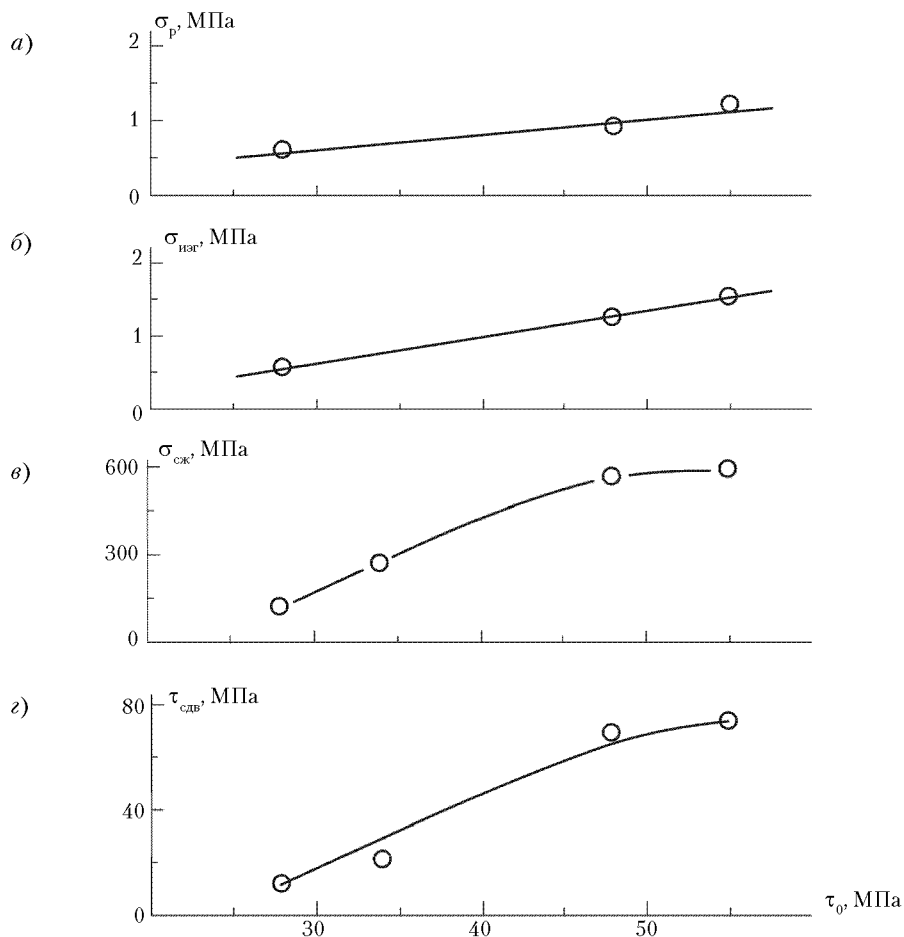 а)
σр, МПа
2
1
0
б)
σизг, МПа
2
1
0
в)
σсж, МПа
600
300
0
г)
τсдв, МПа
80
40
0
30 40 50
τ0, МПа